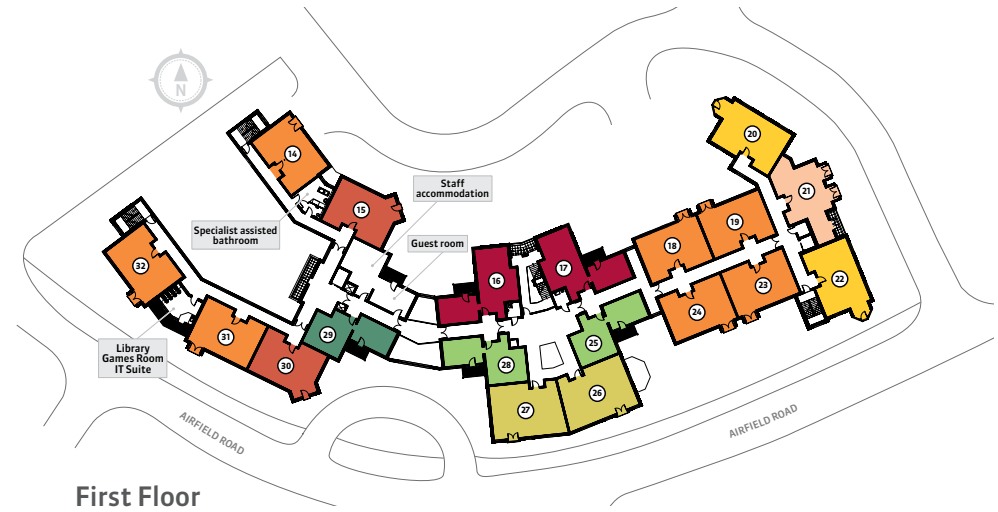 N
20
14
21
Staff
accommodation
15
19
Specialist assisted
bathroom
Guest room
18
32
17
16
22
23
24
29
31
25
Library
Games Room
IT Suite
30
28
26
27
AIRFIELD ROAD
AIRFIELD ROAD
First Floor